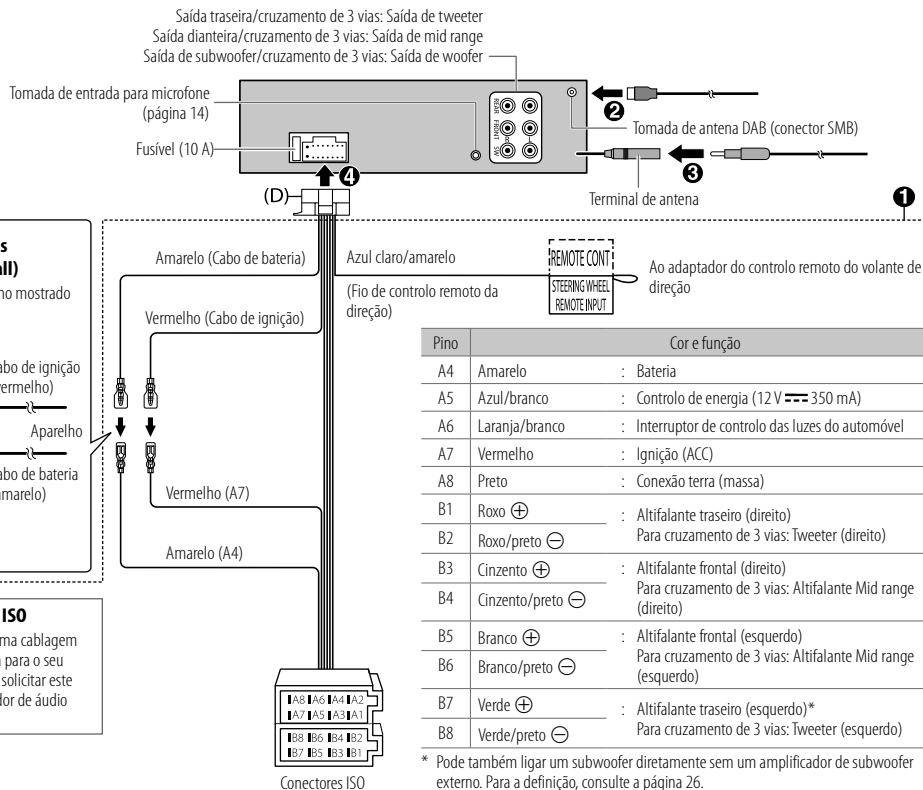 Saída traseira/cruzamento de 3 vias: Saída de tweeter
Saída dianteira/cruzamento de 3 vias: Saída de mid range
Saída de subwoofer/cruzamento de 3 vias: Saída de woofer
Tomada de entrada para microfone
(página 14)
Fusível (10 A)
REAR
FRONT
SW
L
R
2
Tomada de antena DAB (conector SMB)
3
Terminal de antena
4
(D)
1
s
all)
mo mostrado
abo de ignição
vermelho)
Aparelho
abo de bateria
amarelo)
Amarelo (Cabo de bateria)
Vermelho (Cabo de ignição)
Azul claro/amarelo
(Fio de controlo remoto da
direção)
REMOTE CONT
STEERING WHEEL
REMOTE INPUT
Ao adaptador do controlo remoto do volante de
direção
Vermelho (A7)
Amarelo (A4)
ISO
ma cablagem
a para o seu
solicitar este
dor de áudio
A8 A6 A4 A2
A7 A5 A3 A1
B8 B6 B4 B2
B7 B5 B3 B1
Conectores ISO
Pino Cor e função
A4 Amarelo : Bateria
A5 Azul/branco : Controlo de energia (12 V ⎓ 350 mA)
A6 Laranja/branco : Interruptor de controlo das luzes do automóvel
A7 Vermelho : Ignição (ACC)
A8 Preto : Conexão terra (massa)
B1 Roxo ⊕ : Altifalante traseiro (direito)
B2 Roxo/preto ⊖ Para cruzamento de 3 vias: Tweeter (direito)
B3 Cinzento ⊕ : Altifalante frontal (direito)
B4 Cinzento/preto ⊖ Para cruzamento de 3 vias: Altifalante Mid range
(direito)
B5 Branco ⊕ : Altifalante frontal (esquerdo)
B6 Branco/preto ⊖ Para cruzamento de 3 vias: Altifalante Mid range
(esquerdo)
B7 Verde ⊕ : Altifalante traseiro (esquerdo)*
B8 Verde/preto ⊖ Para cruzamento de 3 vias: Tweeter (esquerdo)
* Pode também ligar um subwoofer diretamente sem um amplificador de subwoofer
externo. Para a definição, consulte a página 26.